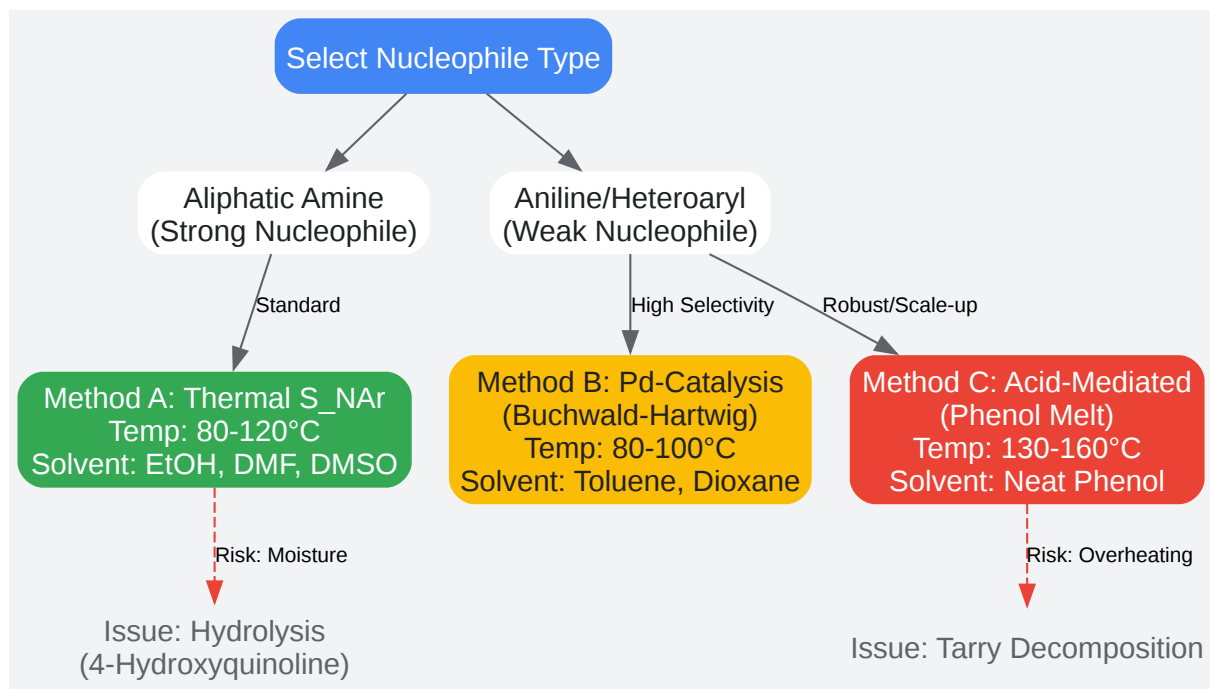 Select Nucleophile Type
Aliphatic Amine
(Strong Nucleophile)
Aniline/Heteroaryl
(Weak Nucleophile)
Standard
High Selectivity
Robust/Scale-up
Method A: Thermal S_NAr
Temp: 80-120°C
Solvent: EtOH, DMF, DMSO
Method B: Pd-Catalysis
(Buchwald-Hartwig)
Temp: 80-100°C
Solvent: Toluene, Dioxane
Method C: Acid-Mediated
(Phenol Melt)
Temp: 130-160°C
Solvent: Neat Phenol
Risk: Moisture
Risk: Overheating
Issue: Hydrolysis
(4-Hydroxyquinoline)
Issue: Tarry Decomposition